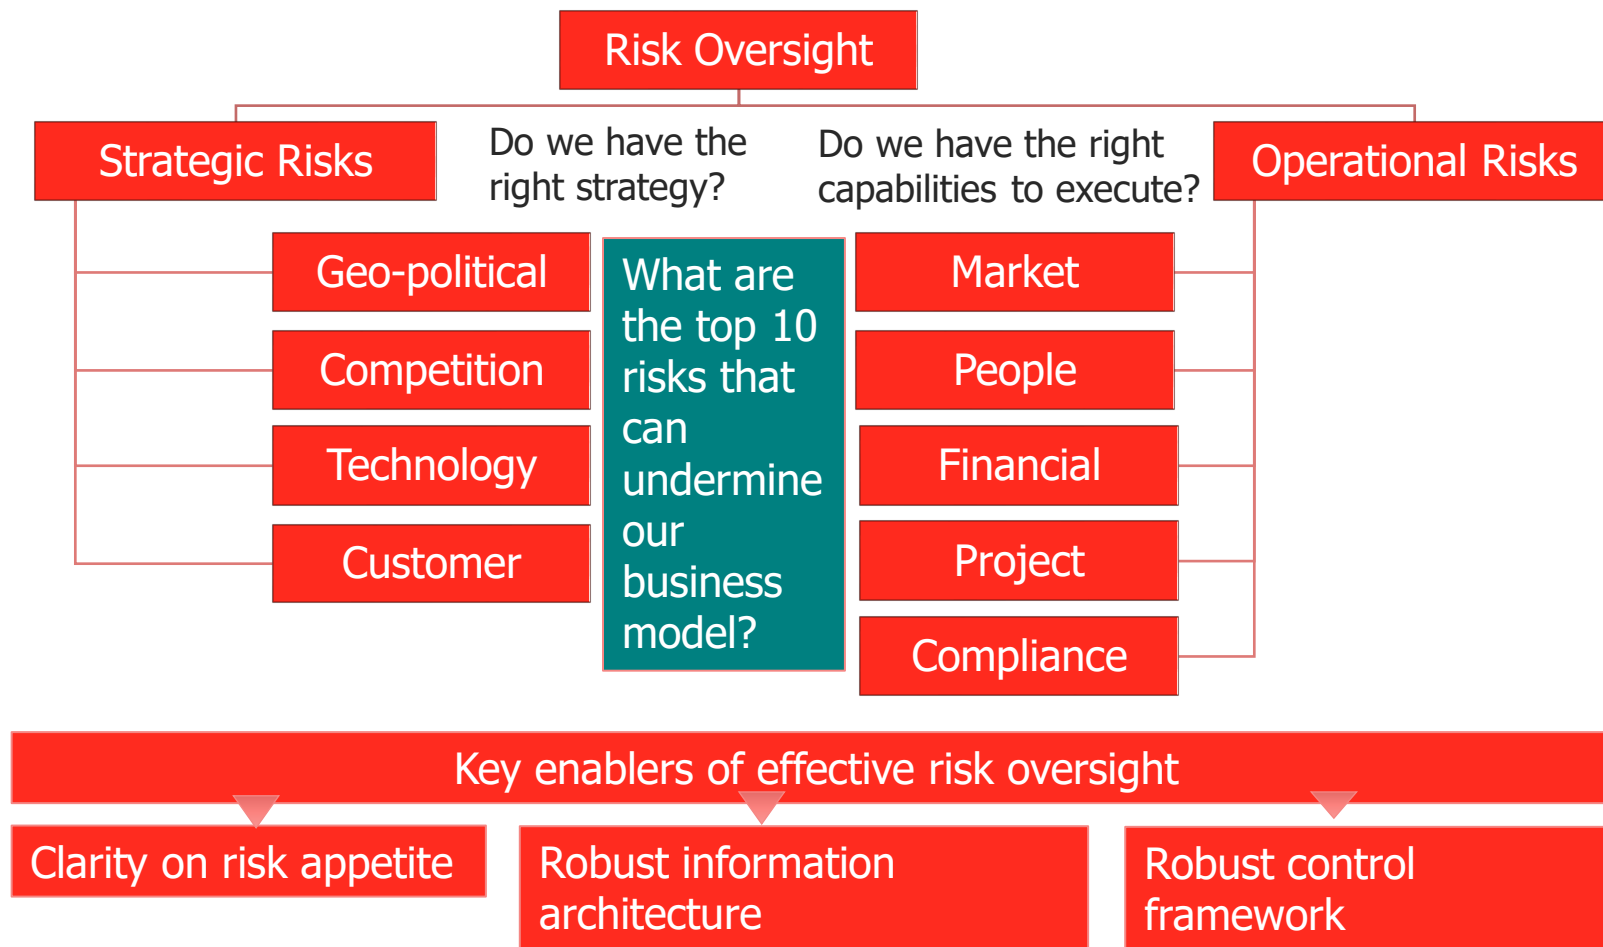 Risk Oversight
Strategic Risks
Do we have the
right strategy?
Do we have the right
capabilities to execute?
Operational Risks
Geo-political
Competition
Technology
Customer
What are
the top 10
risks that
can
undermine
our
business
model?
Market
People
Financial
Project
Compliance
Key enablers of effective risk oversight
Clarity on risk appetite
Robust information
architecture
Robust control
framework